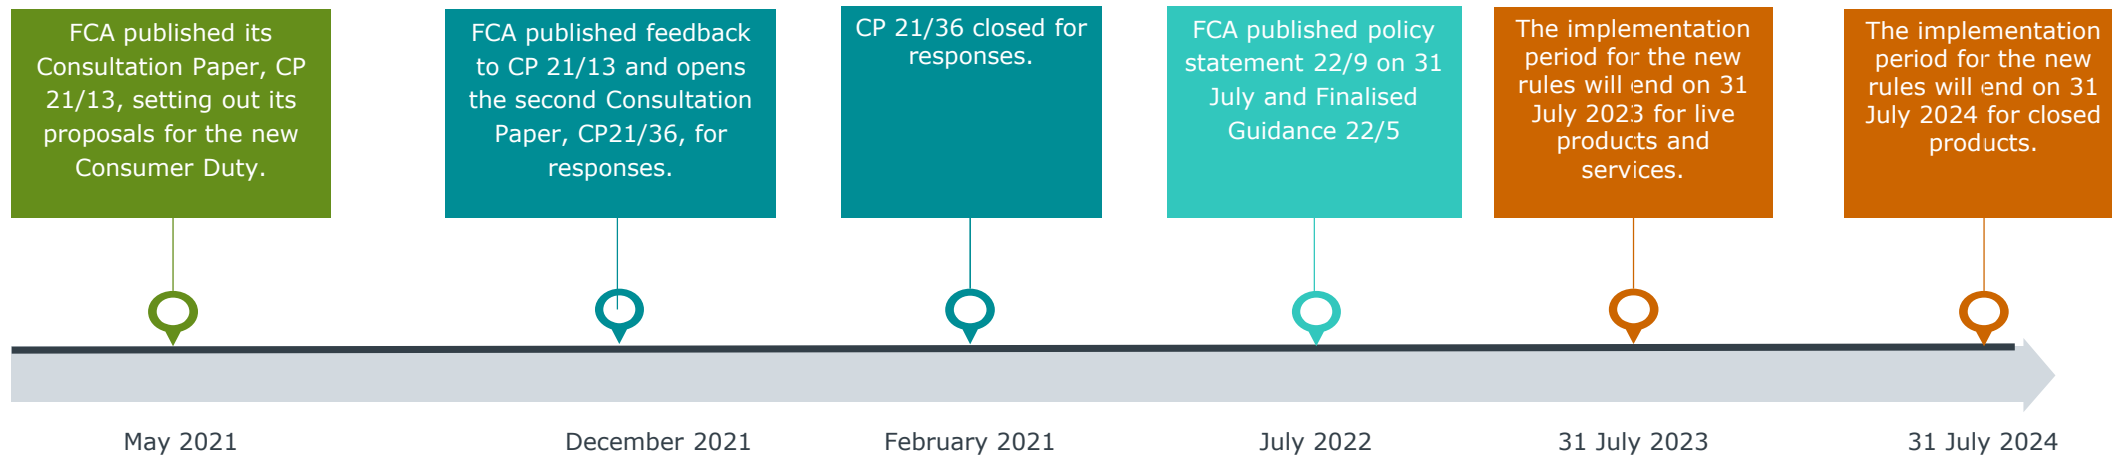 FCA published its
Consultation Paper, CP
21/13, setting out its
proposals for the new
Consumer Duty.
FCA published feedback
to CP 21/13 and opens
the second Consultation
Paper, CP21/36, for
responses.
CP 21/36 closed for
responses.
FCA published policy
statement 22/9 on 31
July and Finalised
Guidance 22/5
The implementation
period for the new
rules will end on 31
July 2023 for live
products and
services.
The implementation
period for the new
rules will end on 31
July 2024 for closed
products.
May 2021
December 2021
February 2021
July 2022
31 July 2023
31 July 2024